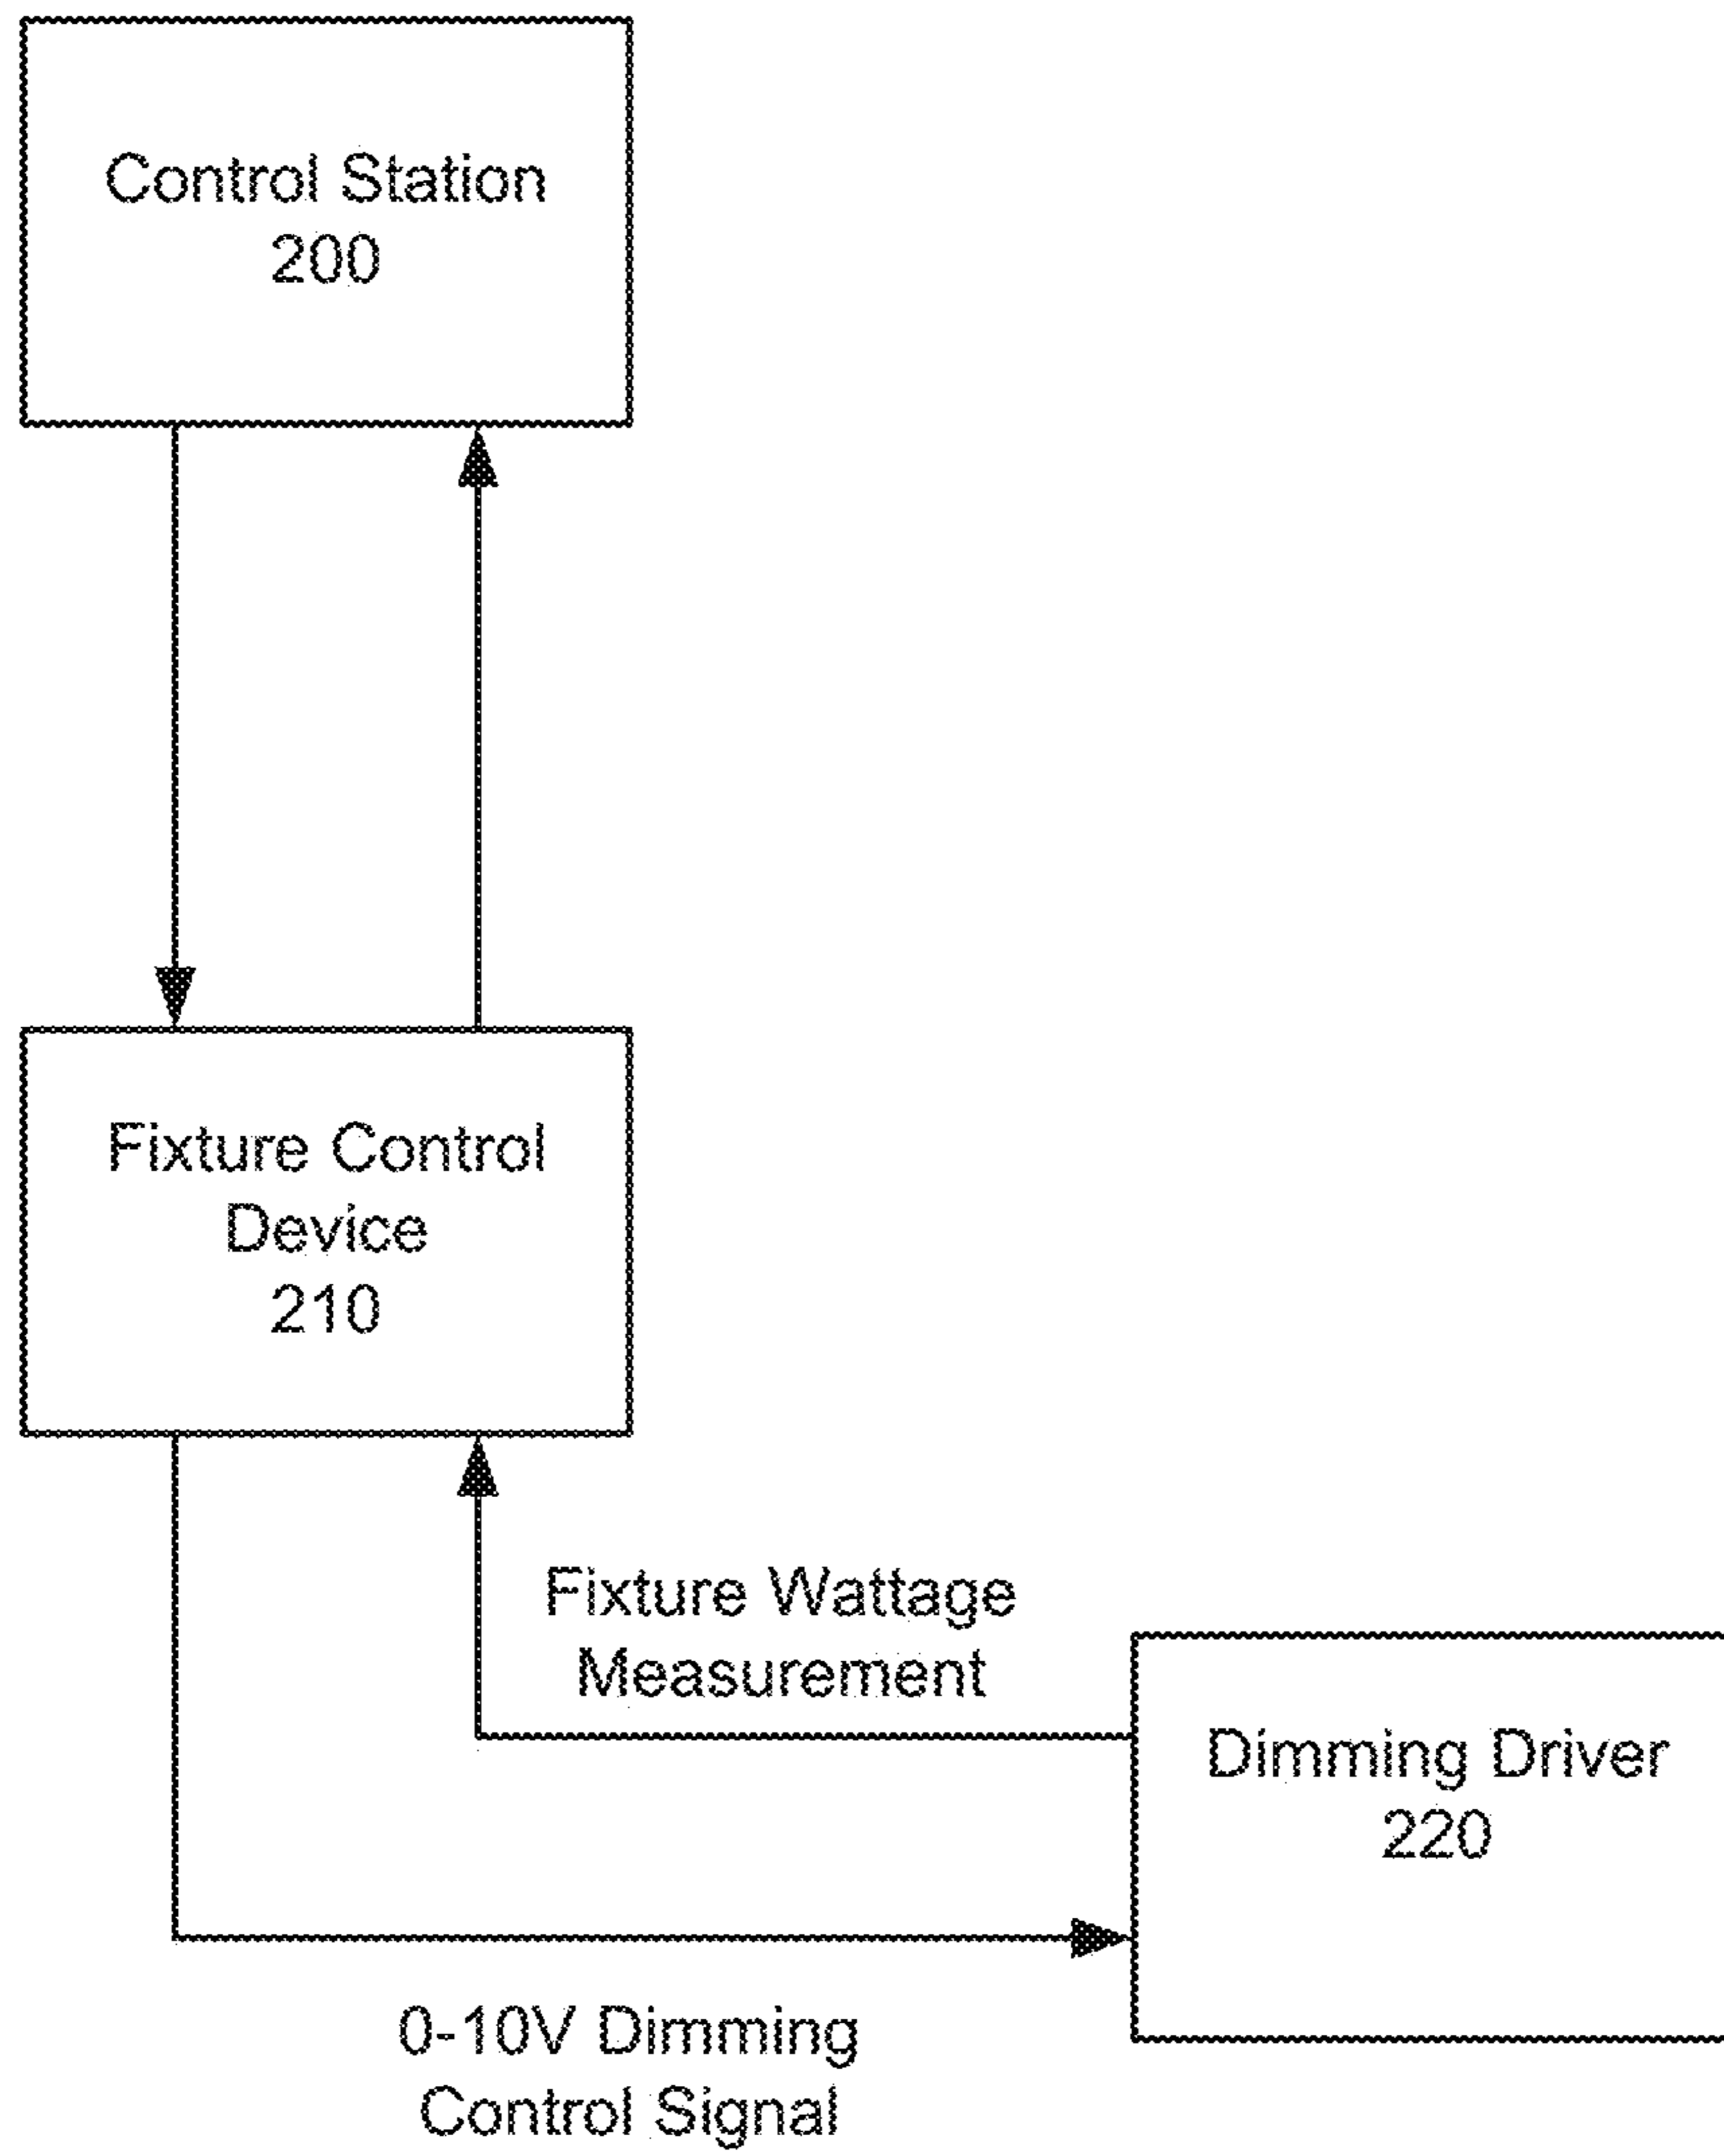 Control Station
200
Fixture Control
Device
210
Fixture Wattage
Measurement
Dimming Driver
220
0-10V Dimming
Control Signal